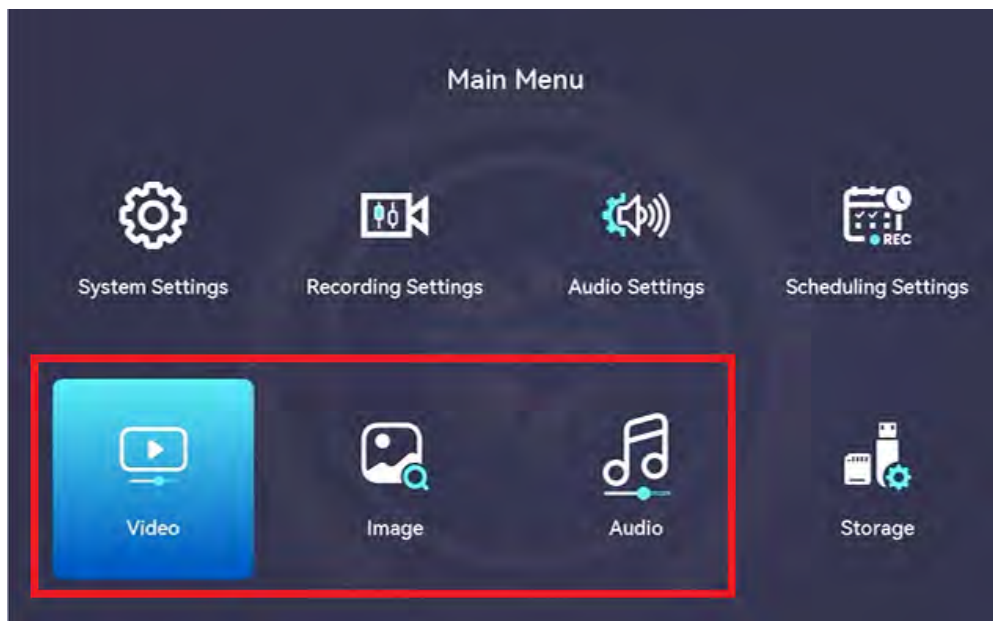 Main Menu
REC
System Settings
Recording Settings
Audio Settings
Scheduling Settings
Video
Image
Audio
Storage